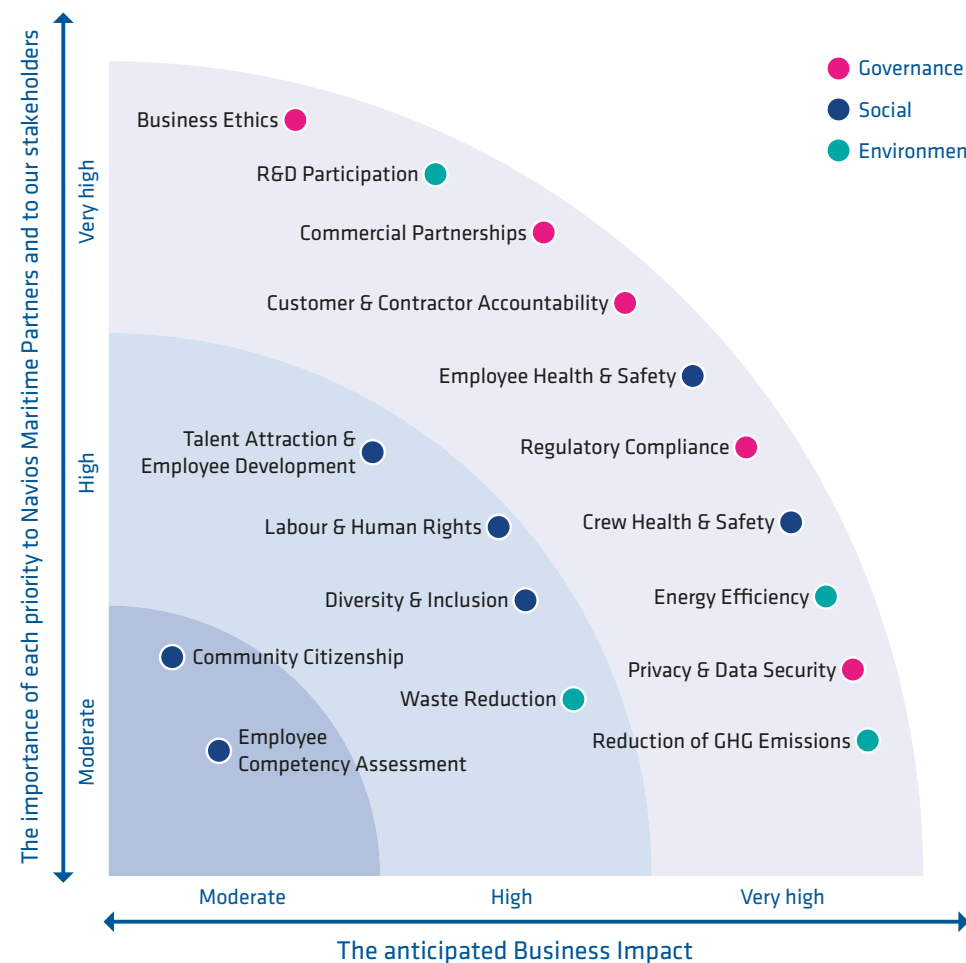 The importance of each priority to Navios Maritime Partners and to our stakeholders
Very high
High
Moderate
Governance
Social
Environmen
Business Ethics
R&D Participation
Commercial Partnerships
Customer & Contractor Accountability
Employee Health & Safety
Talent Attraction &
Employee Development
Regulatory Compliance
Labour & Human Rights
Crew Health & Safety
Diversity & Inclusion
Energy Efficiency
Community Citizenship
Privacy & Data Security
Waste Reduction
Employee
Competency Assessment
Reduction of GHG Emissions
Moderate
High
Very high
The anticipated Business Impact